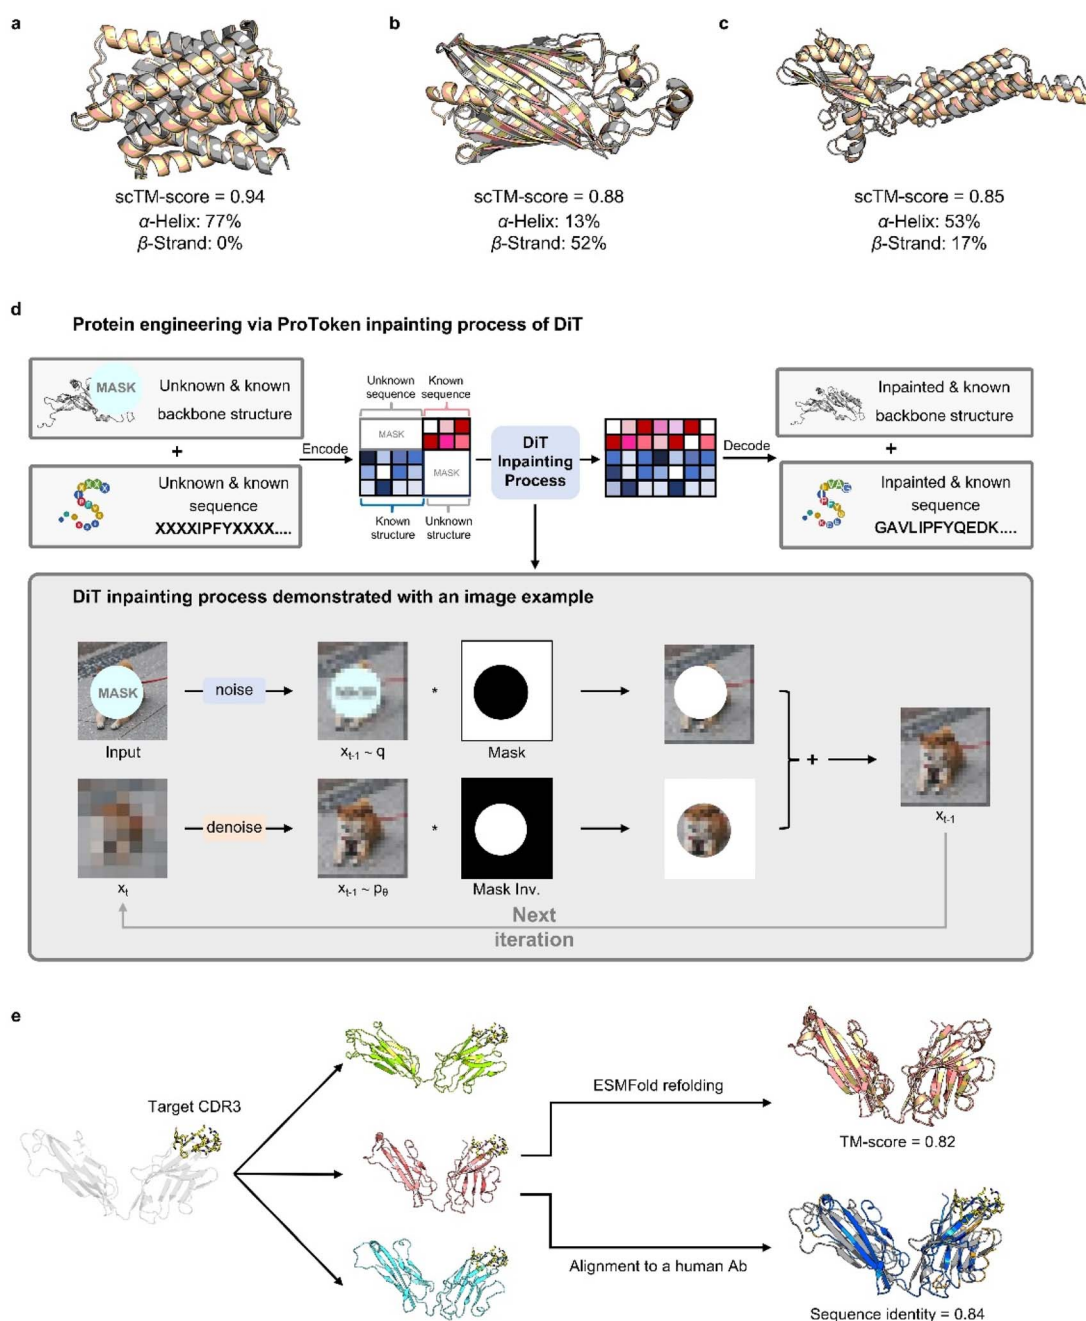 a
b
c
scTM-score = 0.94
α-Helix: 77%
β-Strand: 0%
scTM-score = 0.88
α-Helix: 13%
β-Strand: 52%
scTM-score = 0.85
α-Helix: 53%
β-Strand: 17%
d
Protein engineering via ProToken inpainting process of DiT
MASK
Unknown & known
backbone structure
+
Unknown & known
sequence
XXXXIPFYXXXX....
Encode
Unknown
sequence
Known
sequence
MASK
MASK
Known
structure
Unknown
structure
DiT
Inpainting
Process
Decode
Inpainted & known
backbone structure
+
Inpainted & known
sequence
GAVLIPFYQEDK....
DiT inpainting process demonstrated with an image example
MASK
Input
noise
xt-1 ~ q
*
Mask
xt
denoise
xt-1 ~ pθ
*
Mask Inv.
+
xt-1
Next
iteration
e
Target CDR3
ESMFold refolding
TM-score = 0.82
Alignment to a human Ab
Sequence identity = 0.84